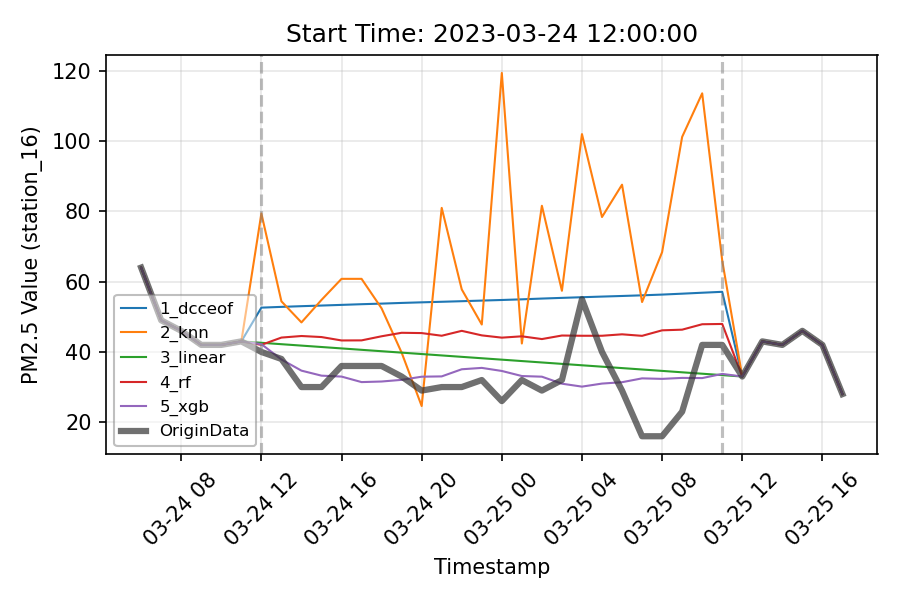 Start Time: 2023-03-24 12:00:00
PM2.5 Value (station_16)
120
100
80
60
40
20
1_dcceof
2_knn
3_linear
4_rf
5_xgb
OriginData
03-24 08
03-24 12
03-24 16
03-24 20
03-25 00
03-25 04
03-25 08
03-25 12
03-25 16
Timestamp